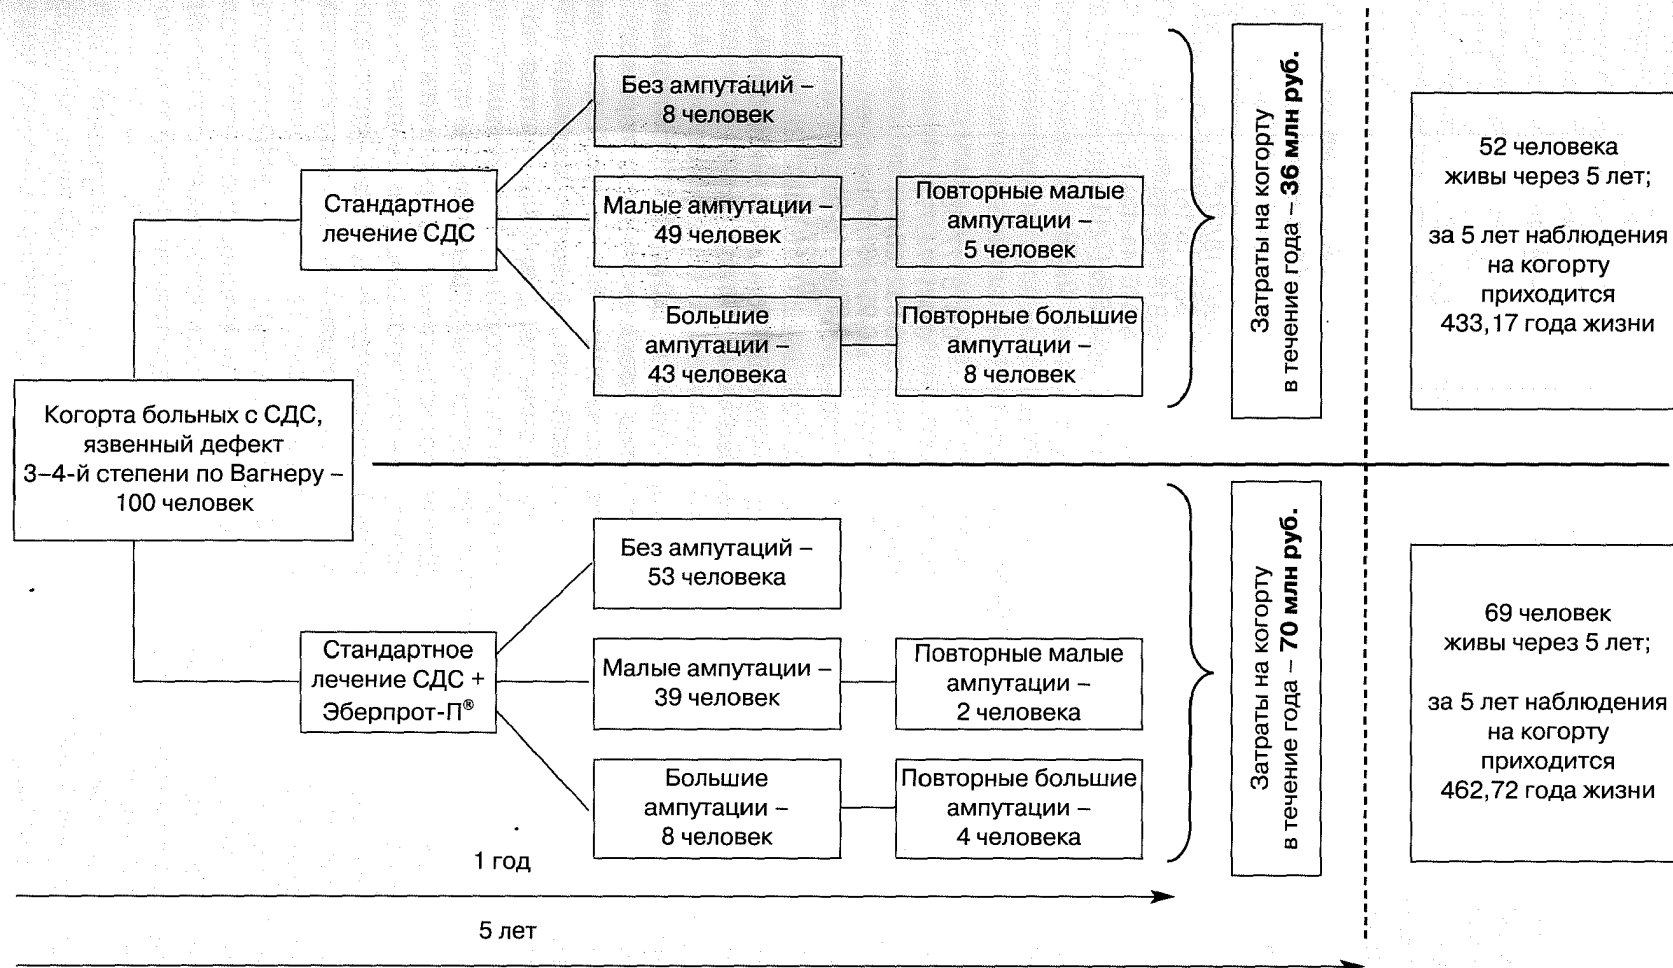 Когорта больных с СДС,
язвенный дефект
3–4-й степени по Вагнеру –
100 человек
Стандартное
лечение СДС
Без ампутаций –
8 человек
Малые ампутации –
49 человек
Повторные малые
ампутации –
5 человек
Большие
ампутации –
43 человека
Повторные большие
ампутации –
8 человек
Затраты на когорту
в течение года – 36 млн руб.
52 человека
живы через 5 лет;
за 5 лет наблюдения
на когорту
приходится
433,17 года жизни
Стандартное
лечение СДС +
Эберпрот-П®
Без ампутаций –
53 человека
Малые ампутации –
39 человек
Повторные малые
ампутации –
2 человека
Большие
ампутации –
8 человек
Повторные большие
ампутации –
4 человека
Затраты на когорту
в течение года – 70 млн руб.
69 человек
живы через 5 лет;
за 5 лет наблюдения
на когорту
приходится
462,72 года жизни
1 год
5 лет